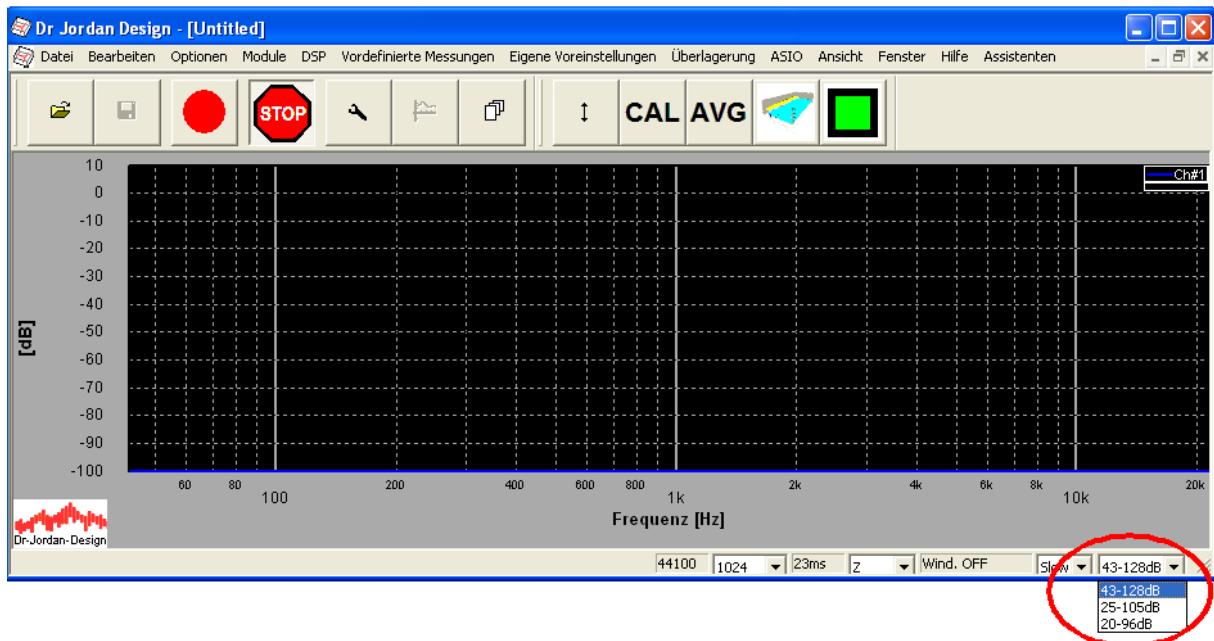 Dr Jordan Design - [Untitled]
Datei Bearbeiten Optionen Module DSP Vordefinierte Messungen Eigene Voreinstellungen Überlagerung ASIO Ansicht Fenster Hilfe Assistenten
STOP CAL AVG
Ch#1
10
0
-10
-20
-30
-40
-50
-60
-70
-80
-90
-100
[dB]
60 80 100 200 400 600 800 1k 2k 4k 6k 8k 10k 20k
Frequenz [Hz]
Dr-Jordan-Design
44100 1024 23ms Z Wind. OFF Slow 43-128dB
43-128dB
25-105dB
20-96dB